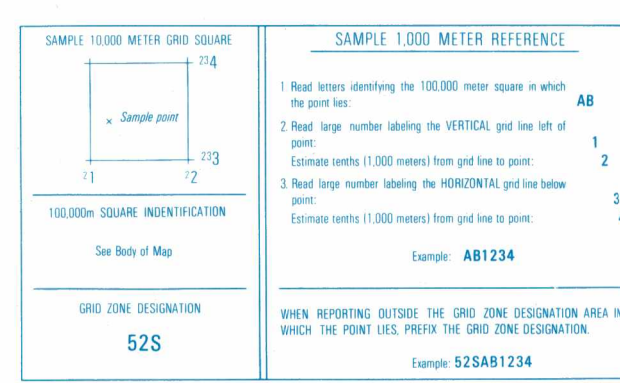 SAMPLE 10,000 METER GRID SQUARE
234
× Sample point
233
21 22
100,000m SQUARE INDENTIFICATION
See Body of Map
GRID ZONE DESIGNATION
52S
SAMPLE 1,000 METER REFERENCE
1. Read letters identifying the 100,000 meter square in which
the point lies: AB
2. Read large number labeling the VERTICAL grid line left of
point: 1
Estimate tenths (1,000 meters) from grid line to point: 2
3. Read large number labeling the HORIZONTAL grid line below
point: 3
Estimate tenths (1,000 meters) from grid line to point:
Example: AB1234
WHEN REPORTING OUTSIDE THE GRID ZONE DESIGNATION AREA IN
WHICH THE POINT LIES, PREFIX THE GRID ZONE DESIGNATION.
Example: 52SAB1234